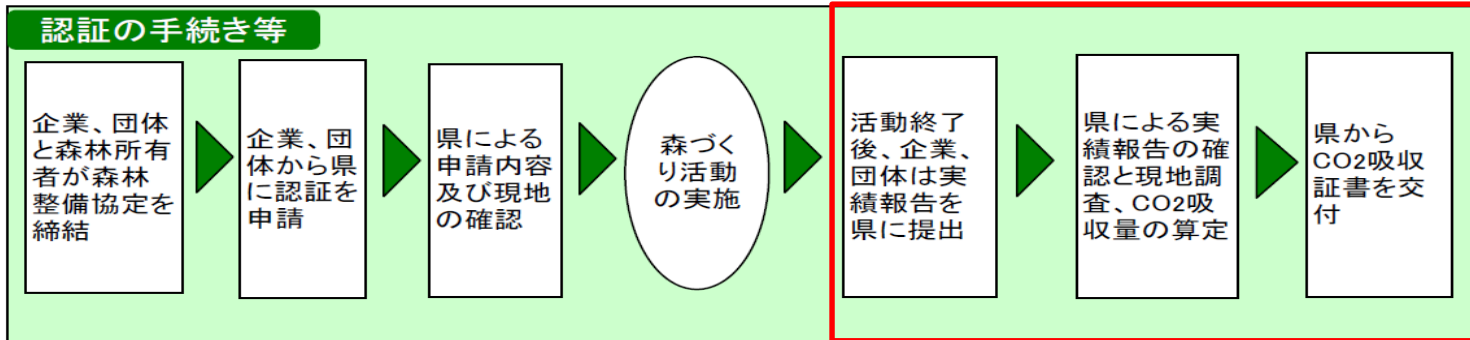 認証の手続き等
企業、団体
と森林所有
者が森林
整備協定を
締結
企業、団
体から県
に認証を
申請
県による
申請内容
及び現地
の確認
森づく
り活動
の実施
活動終了
後、企業、
団体は実
績報告を
県に提出
県による実
績報告の確
認と現地調
査、CO2吸
収量の算定
県から
CO2吸収
証書を交
付